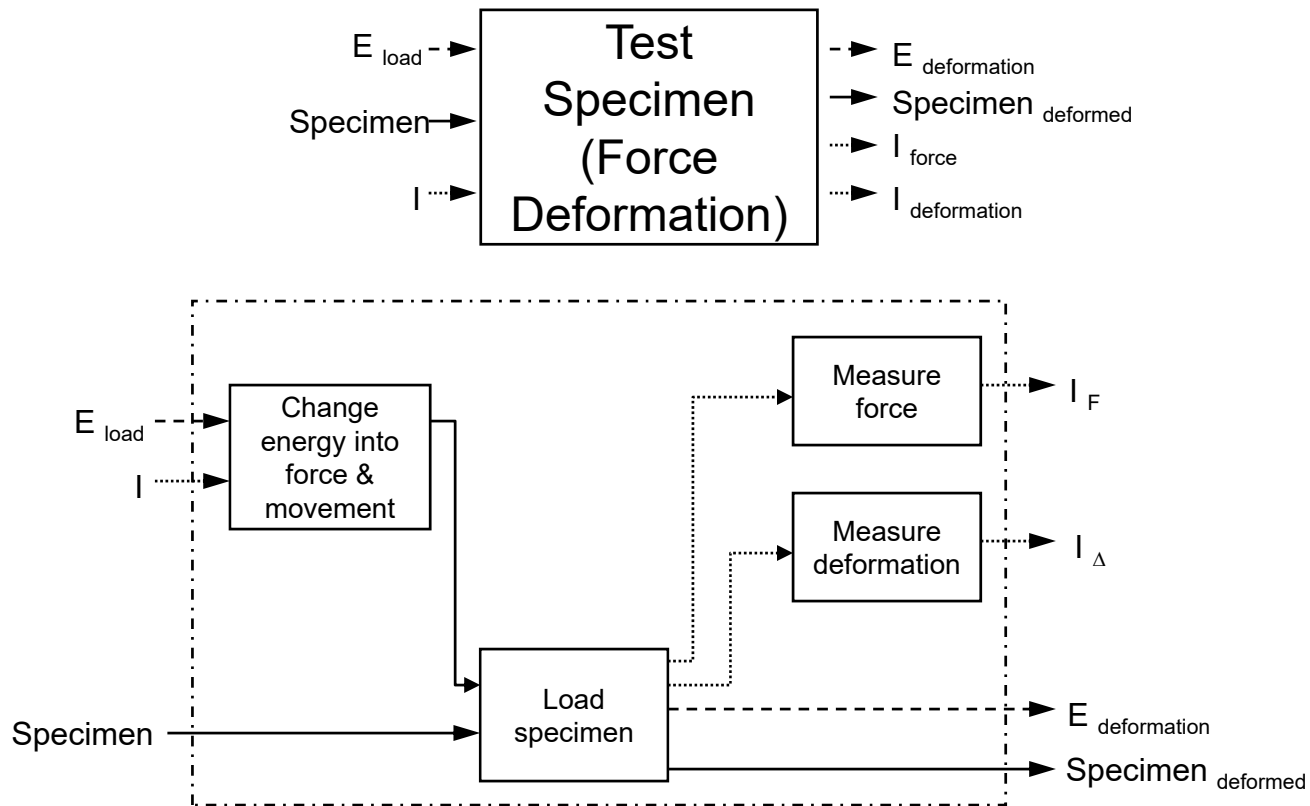 E load
Specimen
I
Test
Specimen
(Force
Deformation)
E deformation
Specimen deformed
I force
I deformation
E load
I
Change
energy into
force &
movement
Measure
force
I F
Measure
deformation
I Δ
Specimen
Load
specimen
E deformation
Specimen deformed